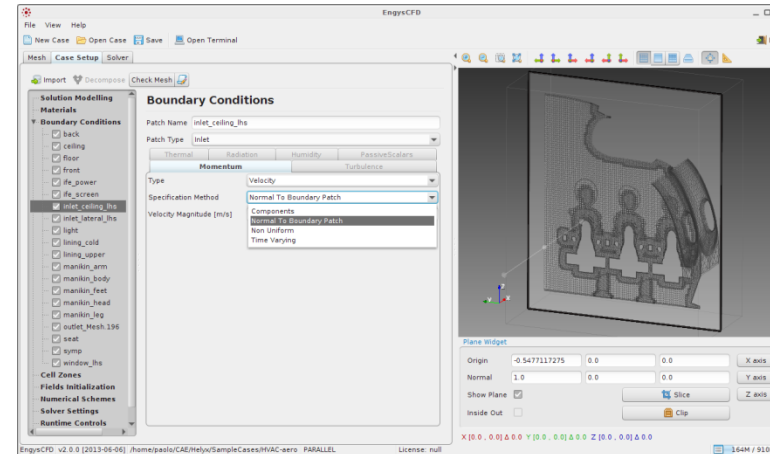 EngysCFD
File View Help
New Case Open Case Save Open Terminal
Mesh Case Setup Solver
Import Decompose Check Mesh
Solution Modelling
Materials
Boundary Conditions
back
ceiling
floor
front
ife_power
ife_screen
inlet_ceiling_lhs
inlet_lateral_lhs
light
lining_cold
lining_upper
manikin_arm
manikin_body
manikin_feet
manikin_head
manikin_leg
outlet_Mesh.196
seat
symp
window_lhs
Cell Zones
Fields Initialization
Numerical Schemes
Solver Settings
Runtime Controls
Boundary Conditions
Patch Name inlet_ceiling_lhs
Patch Type Inlet
Thermal Radiation Humidity PassiveScalars
Momentum Turbulence
Type Velocity
Specification Method Normal To Boundary Patch
Velocity Magnitude [m/s]
Components
Normal To Boundary Patch
Non Uniform
Time Varying
Plane Widget
Origin -0.5477117275 0.0 0.0 X axis
Normal 1.0 0.0 0.0 Y axis
Show Plane Slice Z axis
Inside Out Clip
X [0.0 , 0.0] Δ 0.0 Y [0.0 , 0.0] Δ 0.0 Z [0.0 , 0.0] Δ 0.0
EngysCFD v2.0.0 [2013-06-06] /home/paolo/CAE/Helyx/SampleCases/HVAC-aero PARALLEL License: null 164M / 910